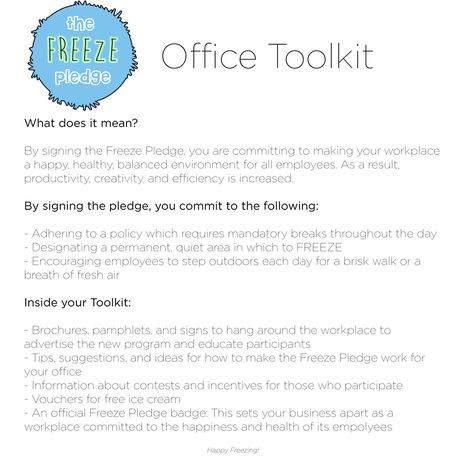 the
FREEZE
pledge
Office Toolkit
What does it mean?
By signing the Freeze Pledge, you are committing to making your workplace
a happy, healthy, balanced environment for all employees. As a result,
productivity, creativity, and efficiency is increased.
By signing the pledge, you commit to the following:
- Adhering to a policy which requires mandatory breaks throughout the day
- Designating a permanent, quiet area in which to FREEZE
- Encouraging employees to step outdoors each day for a brisk walk or a
breath of fresh air
Inside your Toolkit:
- Brochures, pamphlets, and signs to hang around the workplace to
advertise the new program and educate participants
- Tips, suggestions, and ideas for how to make the Freeze Pledge work for
your office
- Information about contests and incentives for those who participate
- Vouchers for free ice cream
- An official Freeze Pledge badge: This sets your business apart as a
workplace committed to the happiness and health of its empolyees
Happy Freezing!